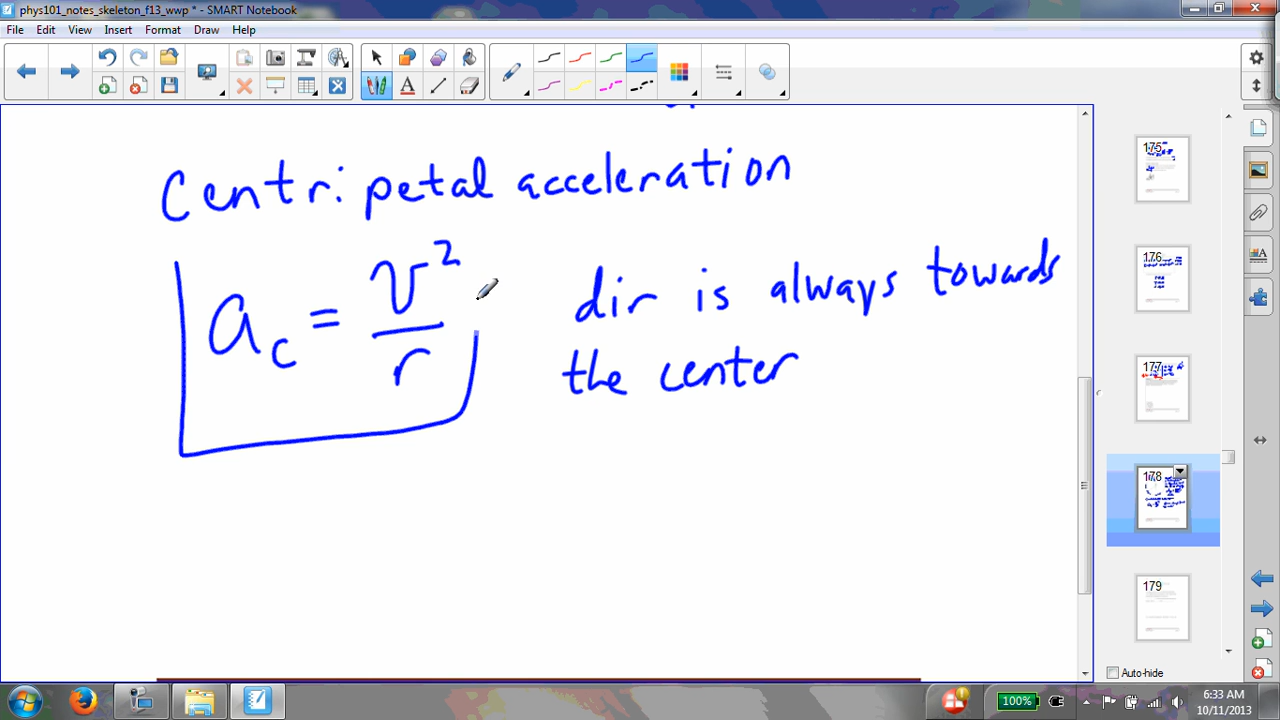 phys101_notes_skeleton_f13_wwp * - SMART Notebook
File Edit View Insert Format Draw Help
Centripetal acceleration
a_c = v²/r dir is always towards
the center
175
176
177
178
179
Auto-hide
100%
6:33 AM
10/11/2013